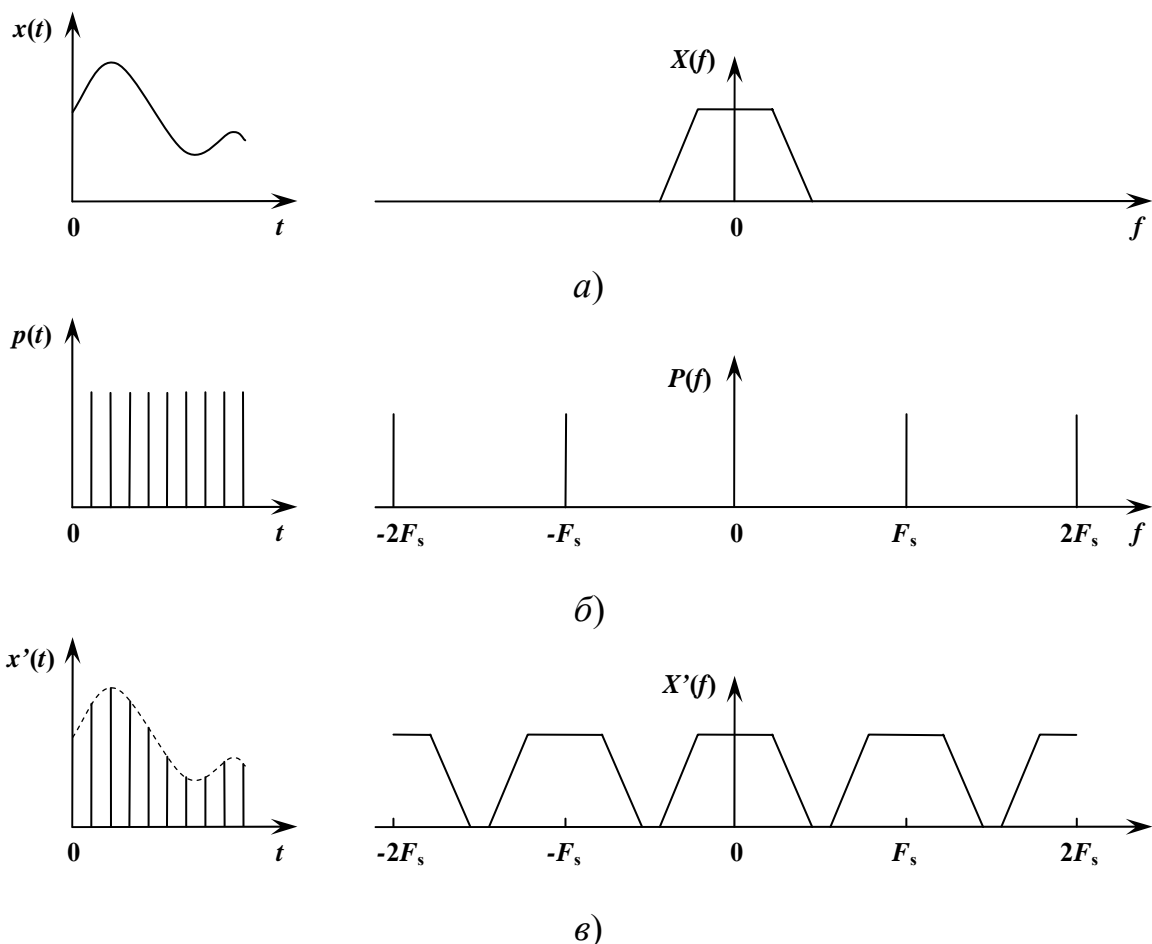 x(t)
X(f)
0
t
0
f
а)
p(t)
P(f)
0
t
-2Fs
-Fs
0
Fs
2Fs
f
б)
x’(t)
X’(f)
0
t
-2Fs
-Fs
0
Fs
2Fs
в)